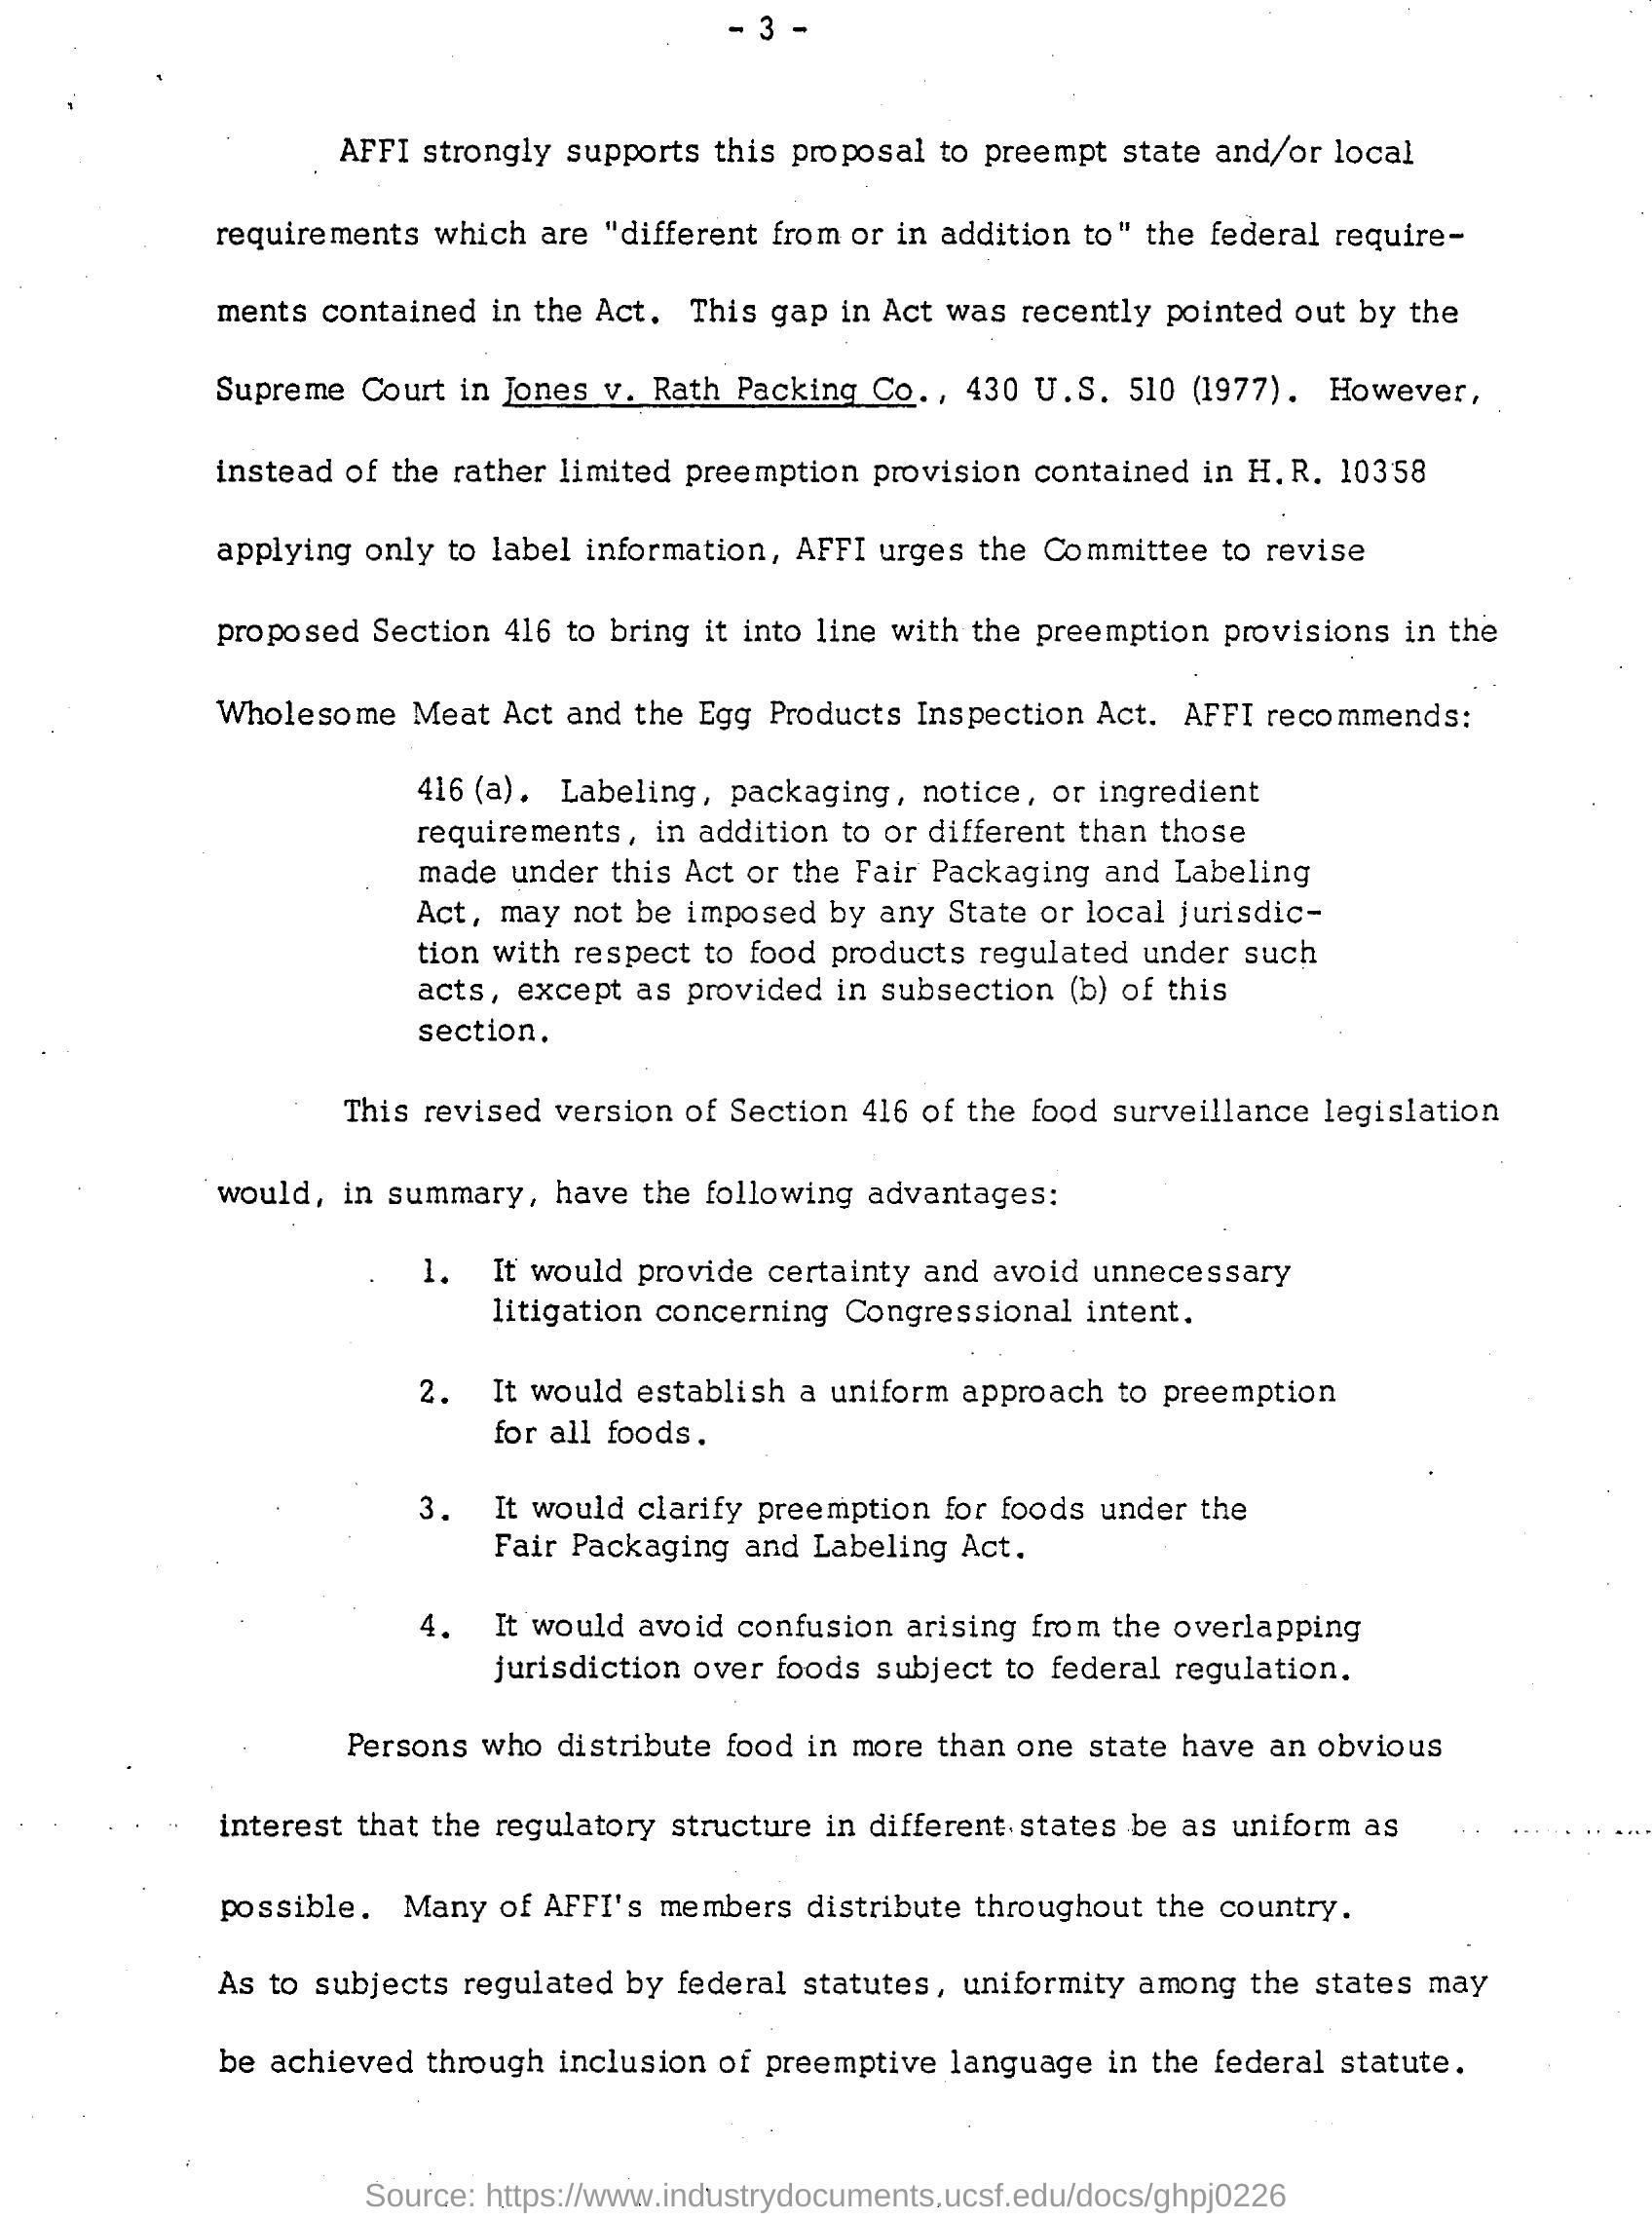 - 3 -
AFFI strongly supports this proposal to preempt state and/or local
requirements which are "different from or in addition to" the federal require-
ments contained in the Act. This gap in Act was recently pointed out by the
Supreme Court in Jones v. Rath Packing Co., 430 U.S. 510 (1977). However,
instead of the rather limited preemption provision contained in H.R. 10358
applying only to label information, AFFI urges the Committee to revise
proposed Section 416 to bring it into line with the preemption provisions in the
Wholesome Meat Act and the Egg Products Inspection Act. AFFI recommends:
416 (a). Labeling, packaging, notice, or ingredient
requirements, in addition to or different than those
made under this Act or the Fair Packaging and Labeling
Act, may not be imposed by any State or local jurisdic-
tion with respect to food products regulated under such
acts, except as provided in subsection (b) of this
section.
This revised version of Section 416 of the food surveillance legislation
would, in summary, have the following advantages:
1. It would provide certainty and avoid unnecessary
litigation concerning Congressional intent.
2. It would establish a uniform approach to preemption
for all foods.
3. It would clarify preemption for foods under the
Fair Packaging and Labeling Act.
4. It would avoid confusion arising from the overlapping
jurisdiction over foods subject to federal regulation.
Persons who distribute food in more than one state have an obvious
interest that the regulatory structure in different states be as uniform as
possible. Many of AFFI's members distribute throughout the country.
As to subjects regulated by federal statutes, uniformity among the states may
be achieved through inclusion of preemptive language in the federal statute.
Source: https://www.industrydocuments.ucsf.edu/docs/ghpj0226